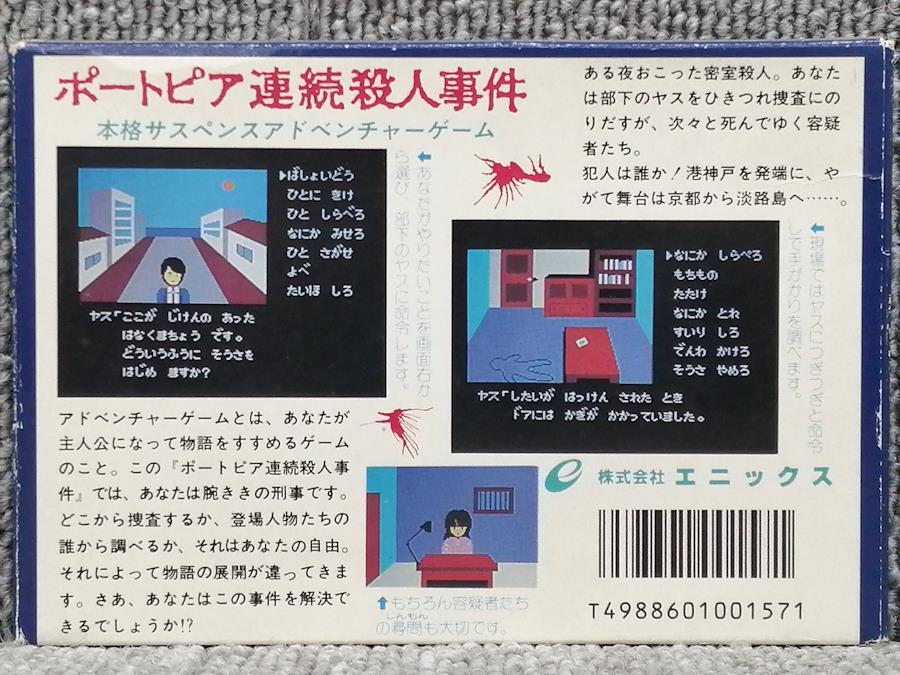 ポートピア連続殺人事件
本格サスペンスアドベンチャーゲーム
ばしょいどう
ひとに きけ
ひと しらべろ
なにか みせろ
ひと さがせ
よべ
たいほ しろ
ヤス「ここが じけんの あった
はなくまちょう です。
どういうふうに そうさを
はじめ ますか?
⬅あなたがやりたいことを画面右か
ら選び、部下のヤスに命令します。
ある夜おこった密室殺人。あなた
は部下のヤスをひきつれ捜査にの
りだすが、次々と死んでゆく容疑
者たち。
犯人は誰か!港神戸を発端に、や
がて舞台は京都から淡路島へ……。
なにか しらべろ
もちもの
たたけ
なにか とれ
すいり しろ
でんわ かけろ
そうさ やめろ
ヤス「したいが はっけん された とき
ドアには かぎが かかっていました。
⬅現場ではヤスにつぎつぎと命令
して手がかりを調べます。
アドベンチャーゲームとは、あなたが
主人公になって物語をすすめるゲーム
のこと。この『ポートピア連続殺人事
件』では、あなたは腕ききの刑事です。
どこから捜査するか、登場人物たちの
誰から調べるか、それはあなたの自由。
それによって物語の展開が違ってきま
す。さあ、あなたはこの事件を解決で
きるでしょうか!?
⬆もちろん容疑者たち
じんもん
の尋問も大切です。
e 株式会社 エニックス
T4988601001571